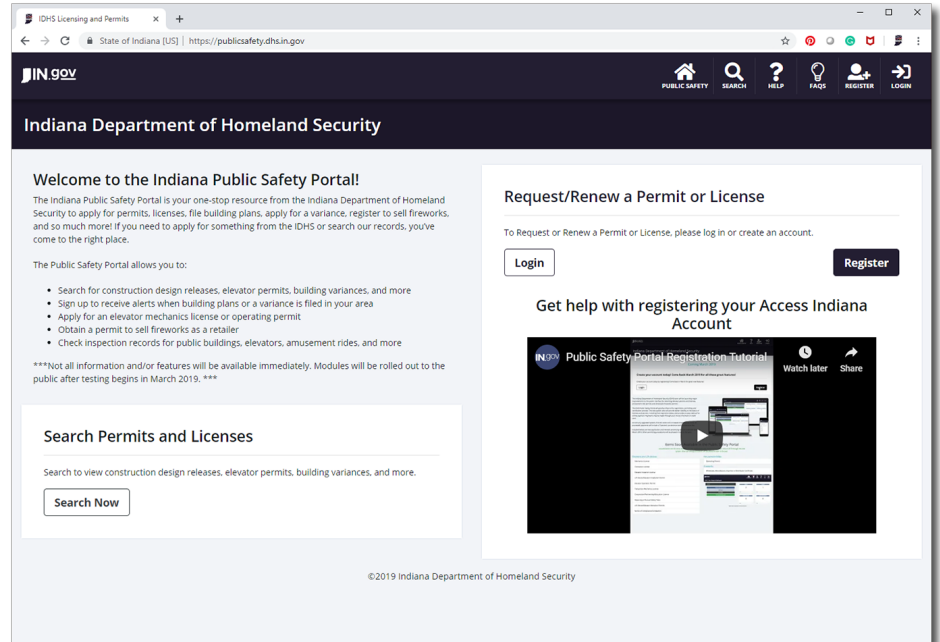 IDHS Licensing and Permits
State of Indiana [US] | https://publicsafety.dhs.in.gov
IN.gov
PUBLIC SAFETY
SEARCH
HELP
FAQS
REGISTER
LOGIN
Indiana Department of Homeland Security
Welcome to the Indiana Public Safety Portal!
The Indiana Public Safety Portal is your one-stop resource from the Indiana Department of Homeland
Security to apply for permits, licenses, file building plans, apply for a variance, register to sell fireworks,
and so much more! If you need to apply for something from the IDHS or search our records, you've
come to the right place.
The Public Safety Portal allows you to:
• Search for construction design releases, elevator permits, building variances, and more
• Sign up to receive alerts when building plans or a variance is filed in your area
• Apply for an elevator mechanics license or operating permit
• Obtain a permit to sell fireworks as a retailer
• Check inspection records for public buildings, elevators, amusement rides, and more
***Not all information and/or features will be available immediately. Modules will be rolled out to the
public after testing begins in March 2019. ***
Search Permits and Licenses
Search to view construction design releases, elevator permits, building variances, and more.
Search Now
Request/Renew a Permit or License
To Request or Renew a Permit or License, please log in or create an account.
Login
Register
Get help with registering your Access Indiana
Account
IN.gov
Public Safety Portal Registration Tutorial
Watch later
Share
©2019 Indiana Department of Homeland Security